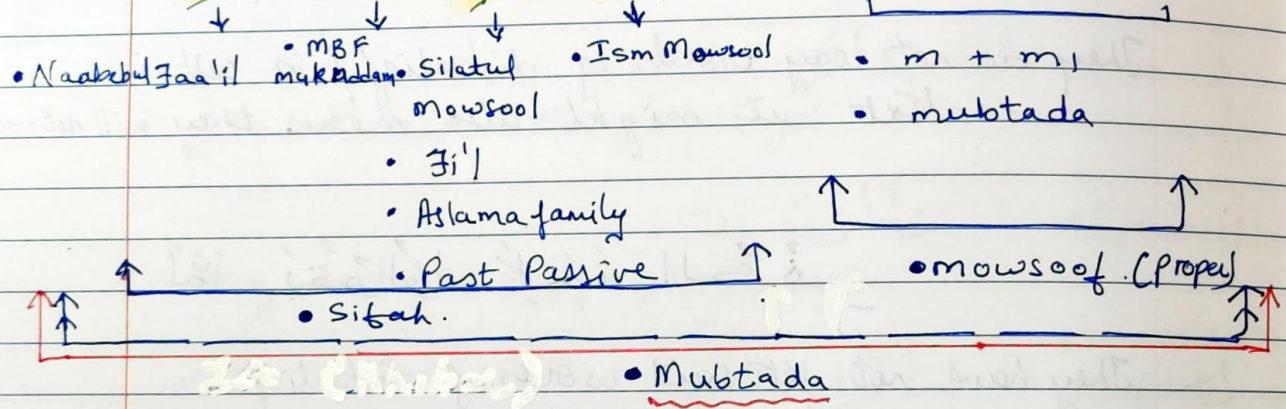 • MBF • Ism Mowsool
• Naaebul Faa'il mukaddam • Silatul • m + m,
mowsool • mubtada
• Fi'l
• Aslama family
• Past Passive • mowsoof. (Proper)
• Sifah.
• Mubtada